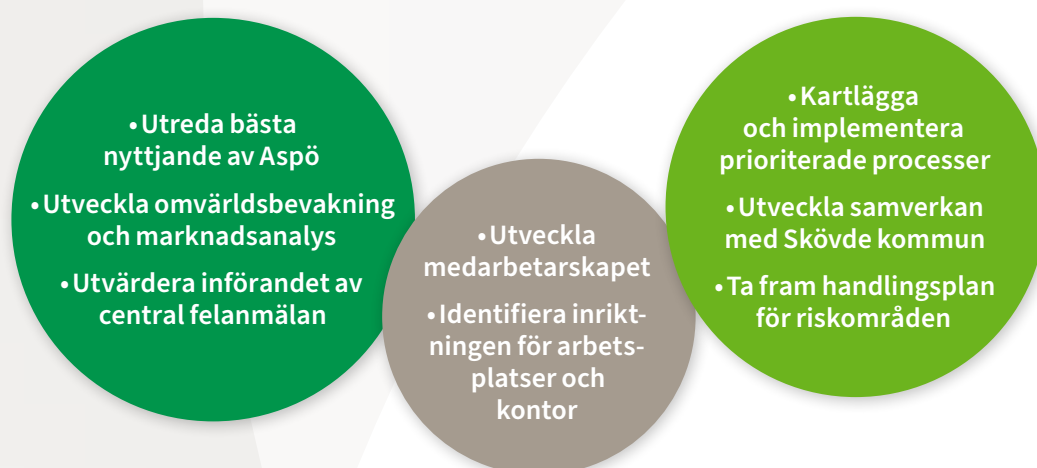 • Utreda bästa
nyttjande av Aspö
• Utveckla omvärldsbevakning
och marknadsanalys
• Utvärdera införandet av
central felanmälan
• Utveckla
medarbetarskapet
• Identifiera inrikt-
ningen för arbets-
platser och
kontor
• Kartlägga
och implementera
prioriterade processer
• Utveckla samverkan
med Skövde kommun
• Ta fram handlingsplan
för riskområden